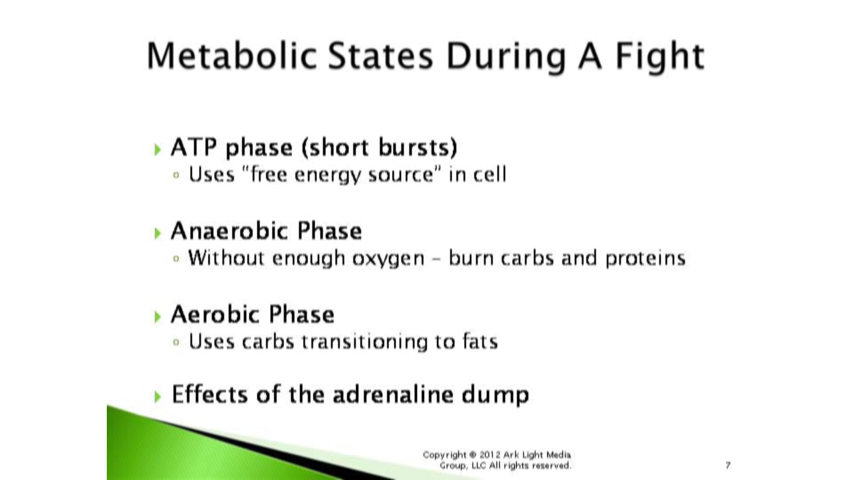 Metabolic States During A Fight
ATP phase (short bursts)
Uses "free energy source" in cell
Anaerobic Phase
Without enough oxygen – burn carbs and proteins
Aerobic Phase
Uses carbs transitioning to fats
Effects of the adrenaline dump
Copyright © 2012 Ark Light Media
Group, LLC All rights reserved.
7